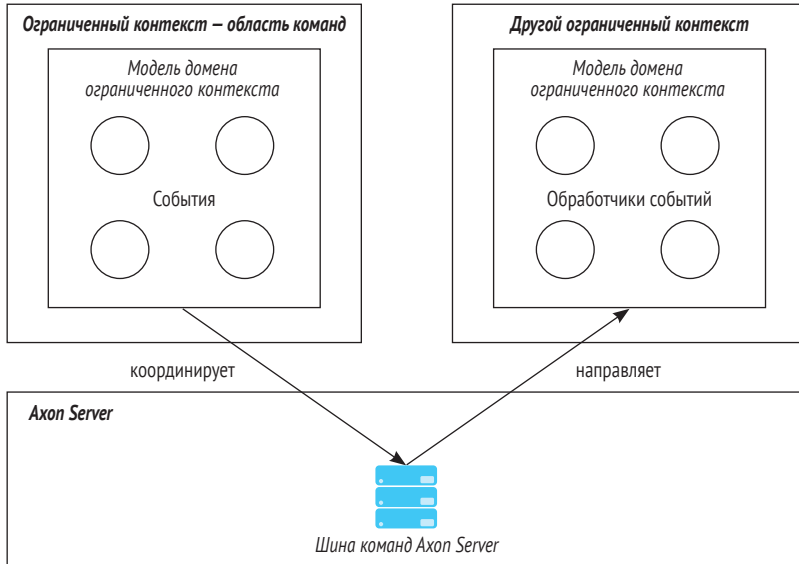 Ограниченный контекст — область команд
Модель домена
ограниченного контекста
События
Другой ограниченный контекст
Модель домена
ограниченного контекста
Обработчики событий
координирует
направляет
Axon Server
Шина команд Axon Server